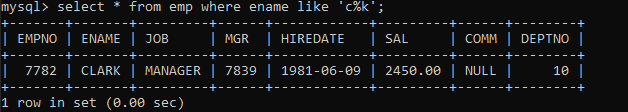 mysql> select * from emp where ename like 'c%k';
+-------+-------+---------+------+------------+---------+------+--------+
| EMPNO | ENAME | JOB     | MGR  | HIREDATE   | SAL     | COMM | DEPTNO |
+-------+-------+---------+------+------------+---------+------+--------+
|  7782 | CLARK | MANAGER | 7839 | 1981-06-09 | 2450.00 | NULL |     10 |
+-------+-------+---------+------+------------+---------+------+--------+
1 row in set (0.00 sec)